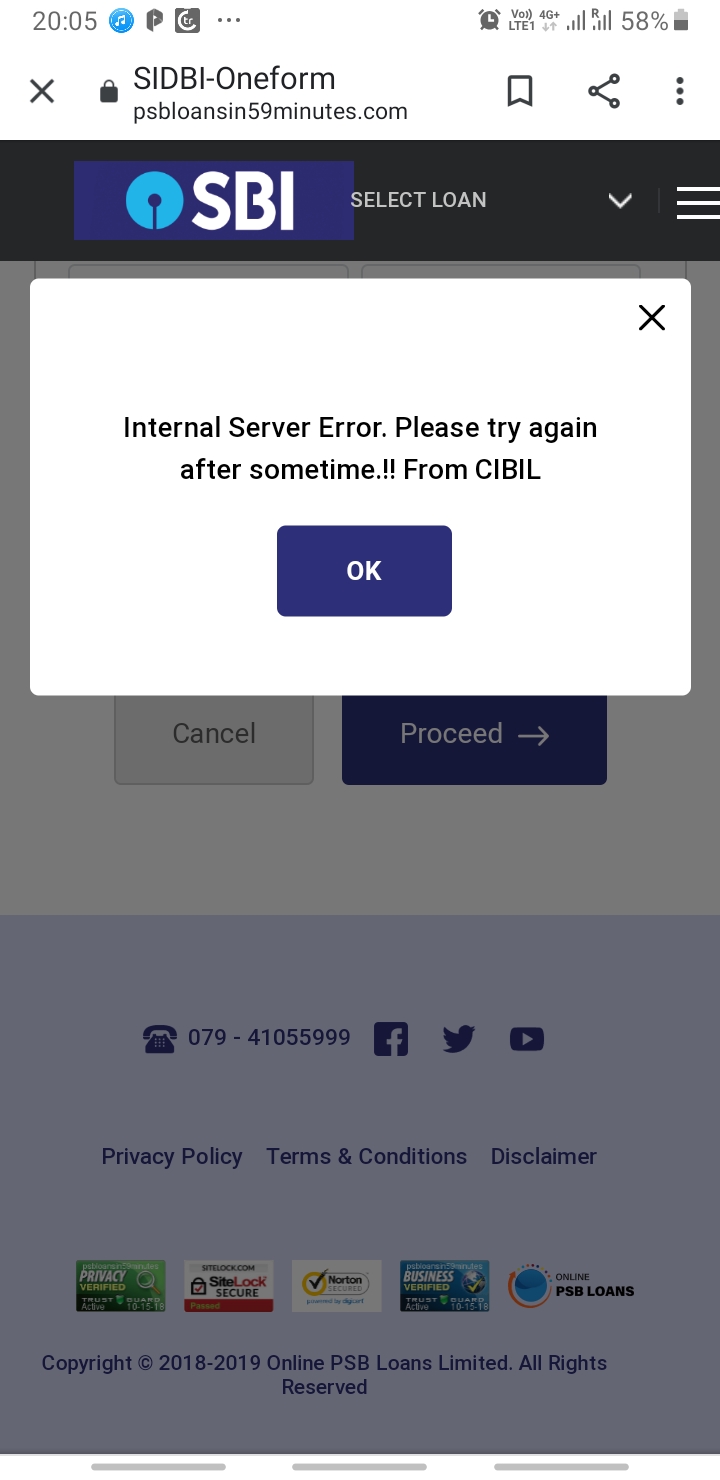 20:05 tr ... Vo)) LTE1 4G+ R 58%
SIDBI-Oneform
psbloansin59minutes.com
SBI SELECT LOAN
Internal Server Error. Please try again
after sometime.!! From CIBIL
OK
Cancel Proceed →
079 - 41055999
Privacy Policy Terms & Conditions Disclaimer
psbloansin59minutes
PRIVACY
VERIFIED
TRUST GUARD
Active 10-15-18
SITELOCK.COM
SiteLock
SECURE
Passed
Norton
SECURED
powered by digicert
psbloansin59minutes
BUSINESS
VERIFIED
TRUST GUARD
Active 10-15-18
ONLINE
PSB LOANS
Copyright © 2018-2019 Online PSB Loans Limited. All Rights
Reserved